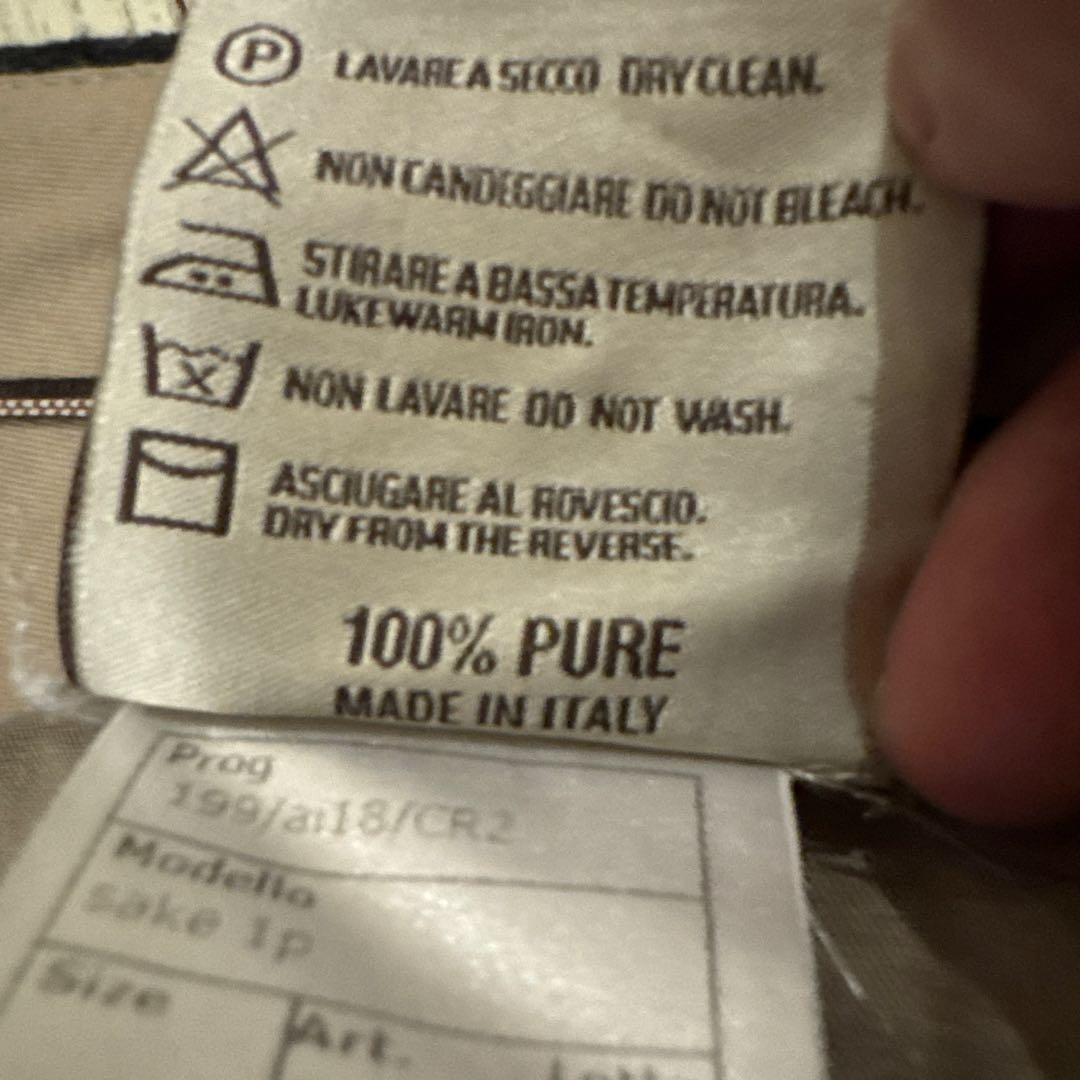 P LAVARE A SECCO DRY CLEAN.
NON CANDEGGIARE DO NOT BLEACH.
STIRARE A BASSA TEMPERATURA.
LUKEWARM IRON.
NON LAVARE DO NOT WASH.
ASCIUGARE AL ROVESCIO.
DRY FROM THE REVERSE.
100% PURE
MADE IN ITALY
Prog
199/ai18/CR2
Modello
sake 1p
Size Art.